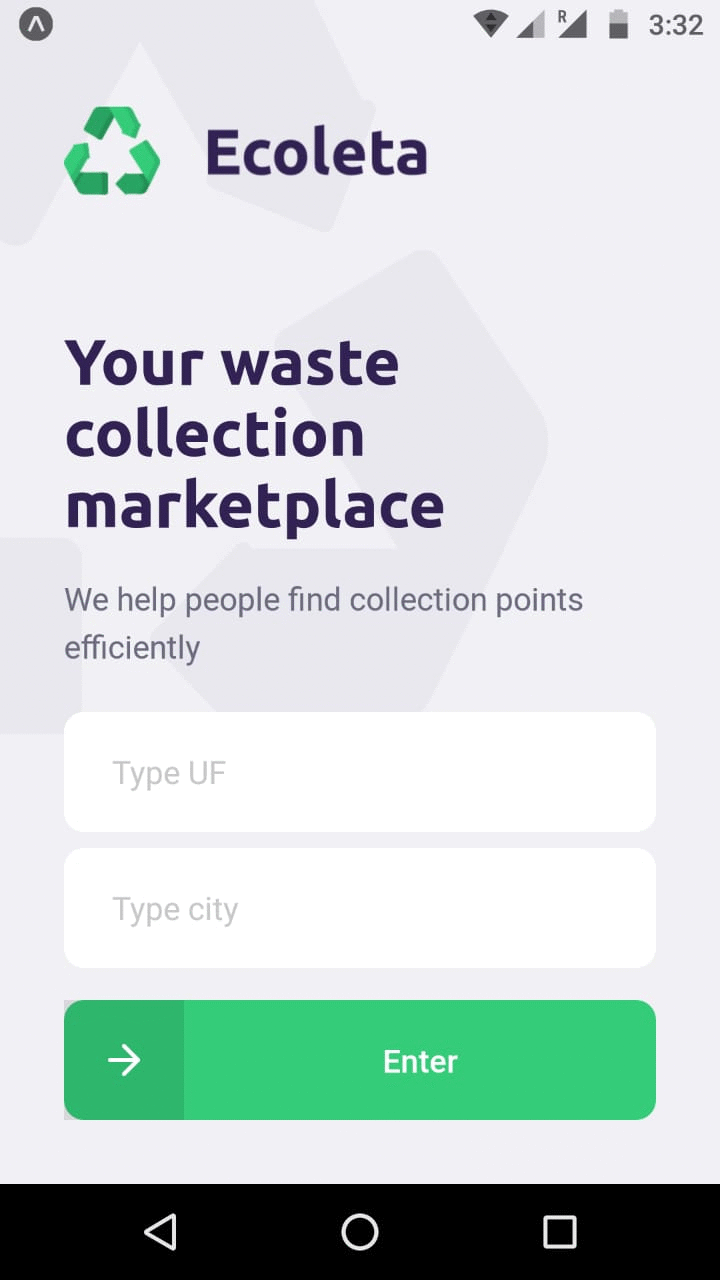 R 3:32
Ecoleta
Your waste
collection
marketplace
We help people find collection points
efficiently
Type UF
Type city
Enter